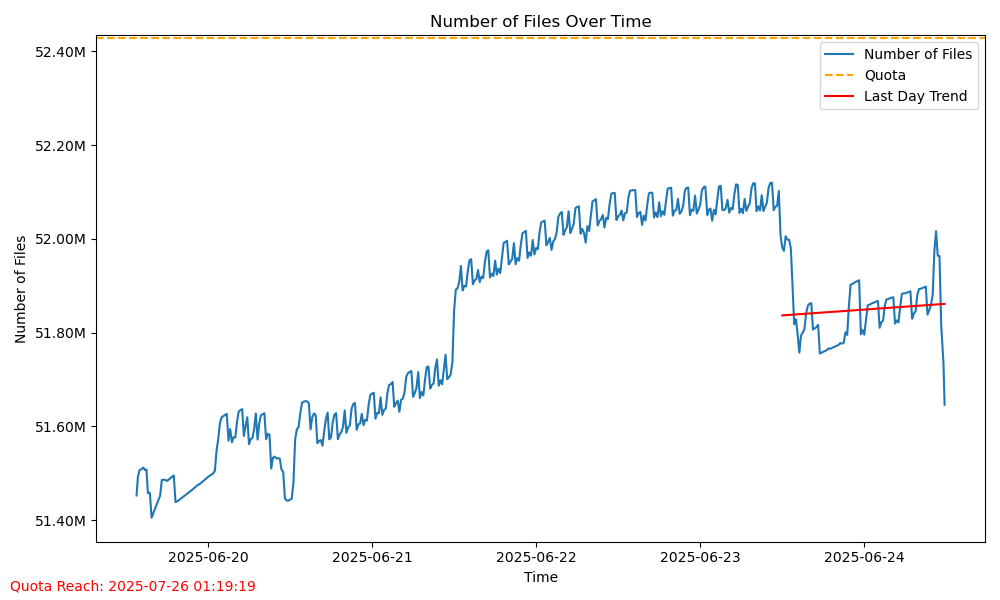 Number of Files Over Time
52.40M
52.20M
52.00M
51.80M
51.60M
51.40M
Number of Files
Number of Files
Quota
Last Day Trend
2025-06-20
2025-06-21
2025-06-22
2025-06-23
2025-06-24
Time
Quota Reach: 2025-07-26 01:19:19